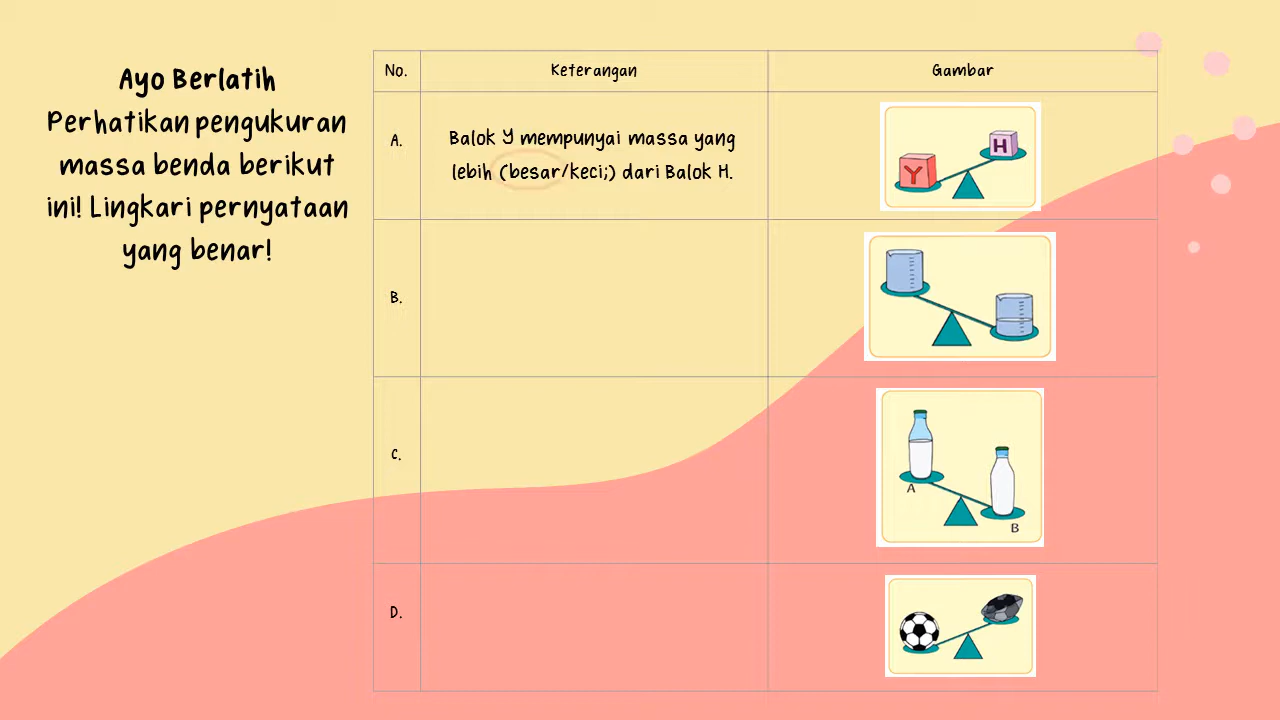 Ayo Berlatih
Perhatikan pengukuran
massa benda berikut
ini! Lingkari pernyataan
yang benar!
No.
Keterangan
Gambar
A.
Balok Y mempunyai massa yang
lebih (besar/keci;) dari Balok H.
Y
H
B.
C.
A
B
D.